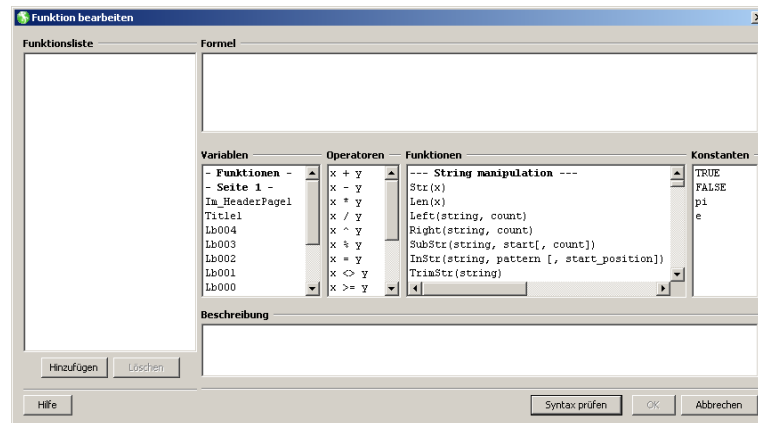 Funktion bearbeiten
Funktionsliste
Formel
Variablen
Operatoren
Funktionen
Konstanten
- Funktionen -
- Seite 1 -
Im_HeaderPage1
Titel1
Lb004
Lb003
Lb002
Lb001
Lb000
x + y
x - y
x * y
x / y
x ^ y
x % y
x = y
x <> y
x >= y
--- String manipulation ---
Str(x)
Len(x)
Left(string, count)
Right(string, count)
SubStr(string, start[, count])
InStr(string, pattern [, start_position])
TrimStr(string)
TRUE
FALSE
pi
e
Beschreibung
Hinzufügen
Löschen
Hilfe
Syntax prüfen
OK
Abbrechen